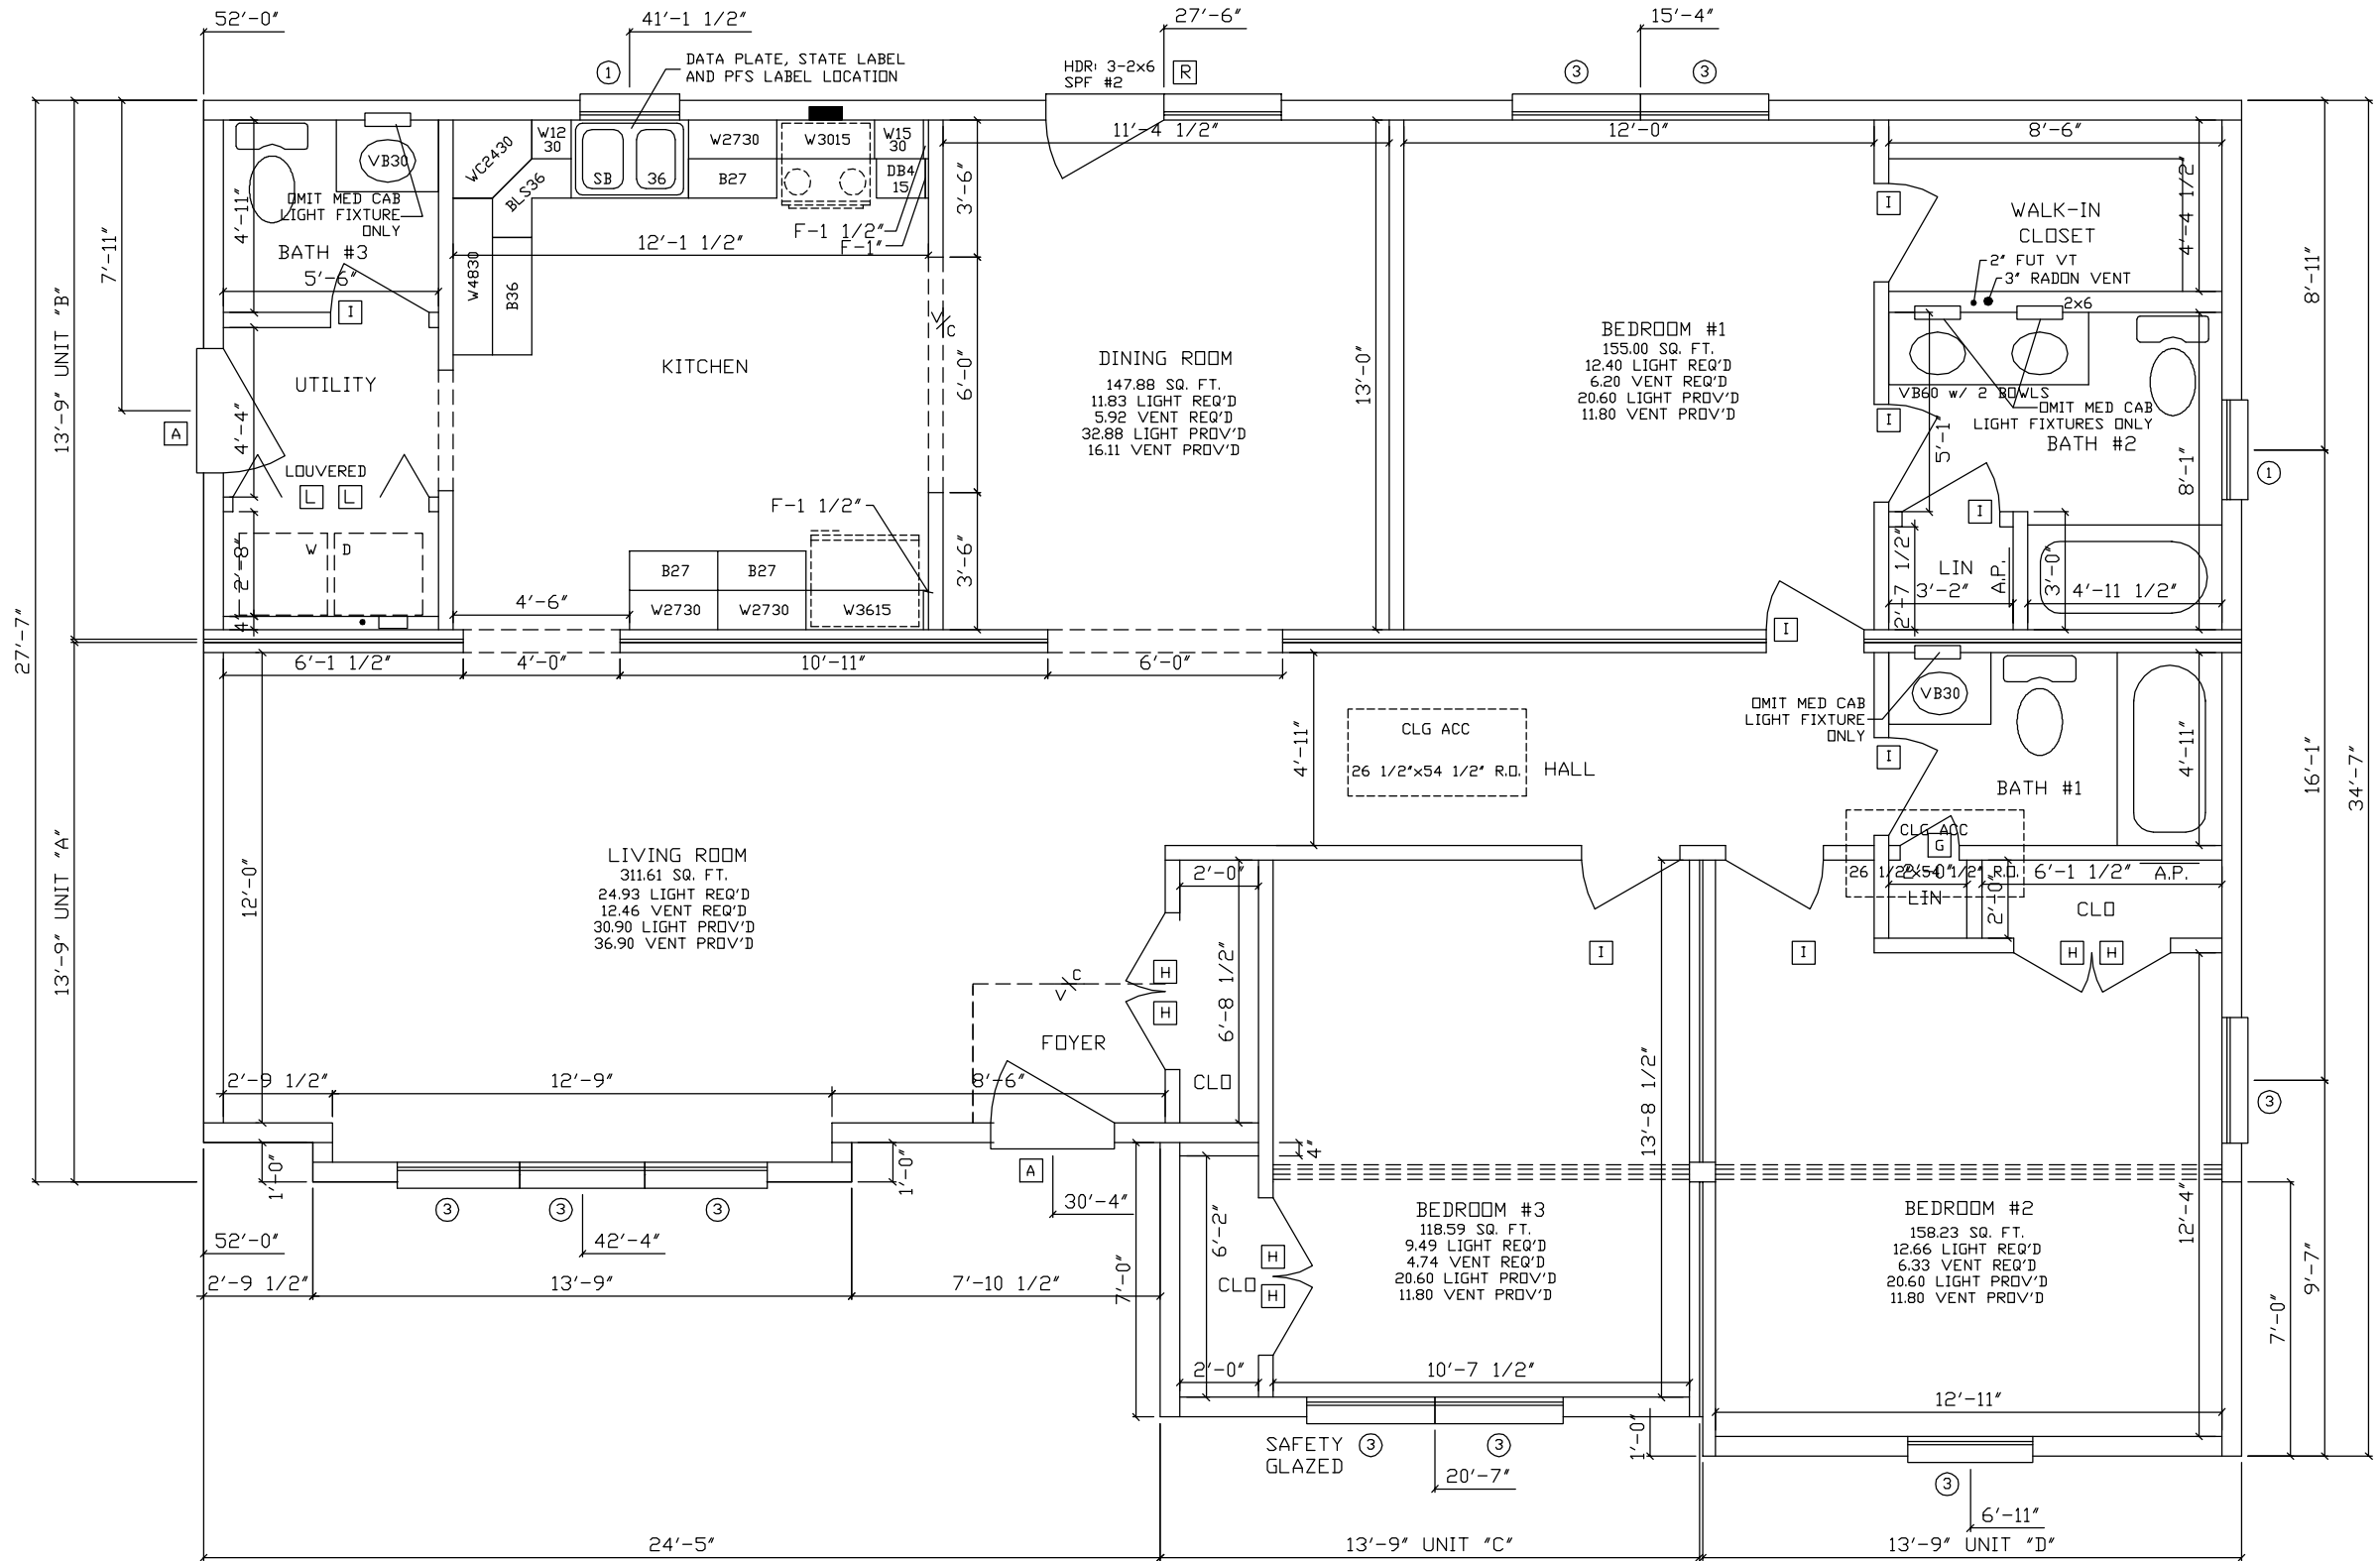 52'-0"
41'-1 1/2"
27'-6"
15'-4"
DATA PLATE, STATE LABEL
AND PFS LABEL LOCATION
1
HDR: 3-2x6
SPF #2
R
3
3
11'-4 1/2"
12'-0"
8'-6"
VB30
OMIT MED CAB
LIGHT FIXTURE
ONLY
BATH #3
5'-6"
4'-11"
7'-11"
I
WC2430
W12
30
BLS36
SB
36
W2730
B27
W3015
W15
30
DB4
15
F-1 1/2"
F-1"
12'-1 1/2"
W4830
B36
3'-6"
6'-0"
3'-6"
V
C
KITCHEN
UTILITY
4'-4"
A
LOUVERED
L
L
W
D
2'-8"
4"
13'-9" UNIT "B"
27'-7"
13'-9" UNIT "A"
F-1 1/2"
B27
B27
W2730
W2730
W3615
4'-6"
DINING ROOM
147.88 SQ. FT.
11.83 LIGHT REQ'D
5.92 VENT REQ'D
32.88 LIGHT PROV'D
16.11 VENT PROV'D
13'-0"
BEDROOM #1
155.00 SQ. FT.
12.40 LIGHT REQ'D
6.20 VENT REQ'D
20.60 LIGHT PROV'D
11.80 VENT PROV'D
I
WALK-IN
CLOSET
4'-4 1/2"
2" FUT VT
3" RADON VENT
2x6
8'-11"
I
VB60 w/ 2 BOWLS
OMIT MED CAB
LIGHT FIXTURES ONLY
BATH #2
5'-1"
8'-1"
1
I
LIN
A.P.
2'-7 1/2"
3'-2"
3'-0"
4'-11 1/2"
I
6'-1 1/2"
4'-0"
10'-11"
6'-0"
OMIT MED CAB
LIGHT FIXTURE
ONLY
VB30
I
4'-11"
CLG ACC
26 1/2"x54 1/2" R.O.
HALL
4'-11"
BATH #1
16'-1"
34'-7"
CLG ACC
G
26 1/2"x54 1/2" R.O.
2'-0"
6'-1 1/2"
A.P.
LIN
2'-0"
CLO
H
H
LIVING ROOM
311.61 SQ. FT.
24.93 LIGHT REQ'D
12.46 VENT REQ'D
30.90 LIGHT PROV'D
36.90 VENT PROV'D
12'-0"
2'-0"
6'-8 1/2"
I
I
H
H
C
V
FOYER
CLO
2'-9 1/2"
12'-9"
8'-6"
13'-8 1/2"
3
1'-0"
1'-0"
A
4"
3
3
3
30'-4"
6'-2"
BEDROOM #3
118.59 SQ. FT.
9.49 LIGHT REQ'D
4.74 VENT REQ'D
20.60 LIGHT PROV'D
11.80 VENT PROV'D
BEDROOM #2
158.23 SQ. FT.
12.66 LIGHT REQ'D
6.33 VENT REQ'D
20.60 LIGHT PROV'D
11.80 VENT PROV'D
12'-4"
52'-0"
42'-4"
2'-9 1/2"
13'-9"
7'-10 1/2"
7'-0"
CLO
H
H
9'-7"
7'-0"
2'-0"
10'-7 1/2"
12'-11"
SAFETY
GLAZED
3
3
1'-0"
20'-7"
3
6'-11"
24'-5"
13'-9" UNIT "C"
13'-9" UNIT "D"